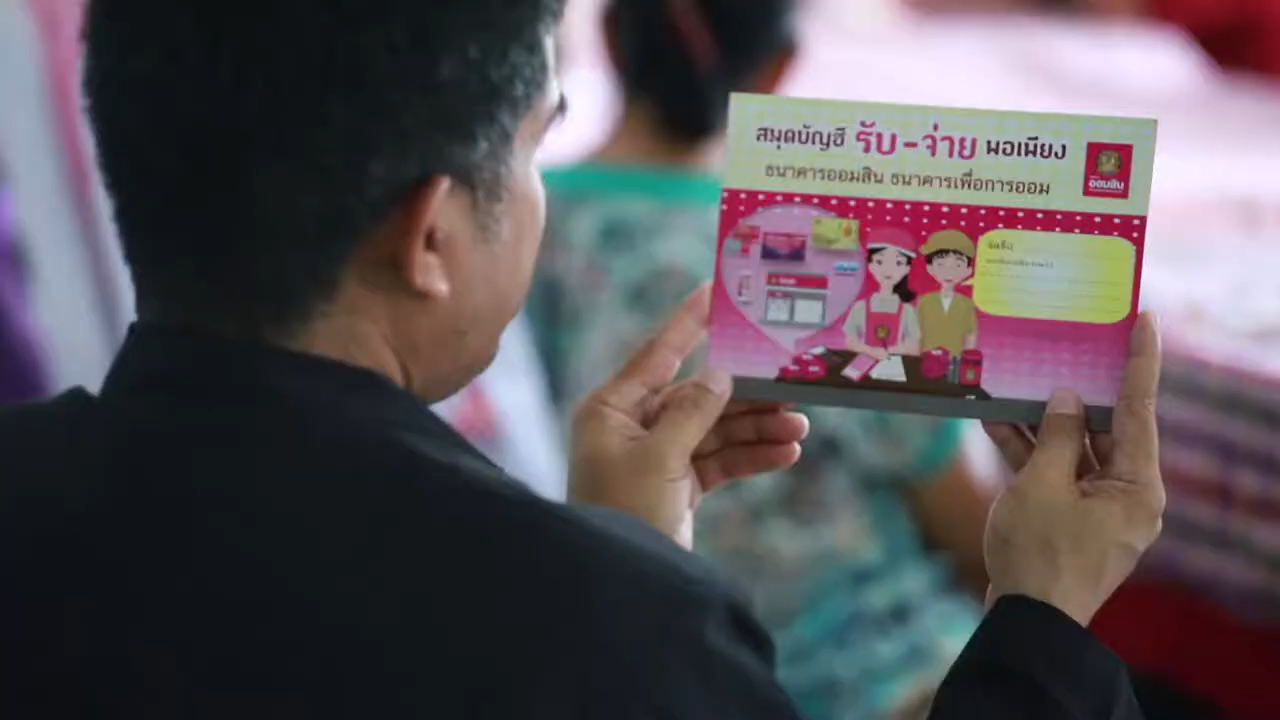 สมุดบัญชี รับ-จ่าย พอเพียง
ธนาคารออมสิน ธนาคารเพื่อการออม
ออมสิน